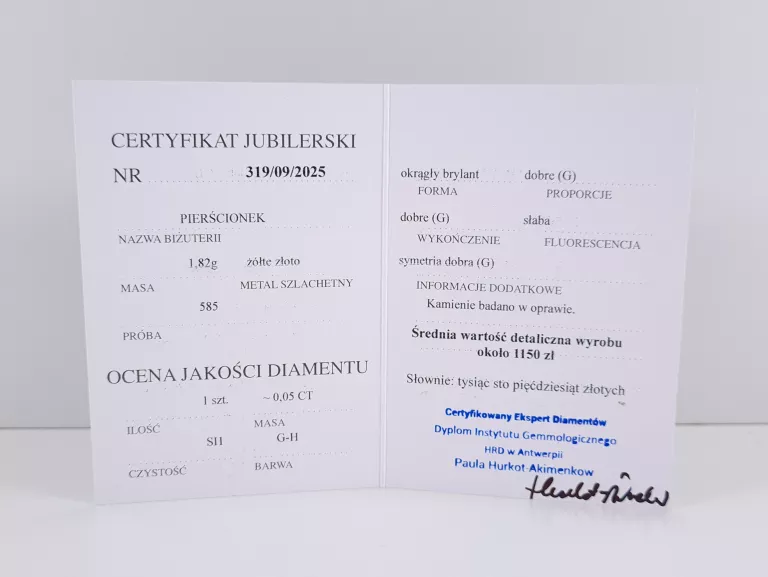 CERTYFIKAT JUBILERSKI
NR 319/09/2025
PIERŚCIONEK
NAZWA BIŻUTERII
1,82g żółte złoto
MASA METAL SZLACHETNY
585
PRÓBA
OCENA JAKOŚCI DIAMENTU
1 szt. ~ 0,05 CT
ILOŚĆ MASA
SI1 G-H
CZYSTOŚĆ BARWA
okrągły brylant dobre (G)
FORMA PROPORCJE
dobre (G) słaba
WYKOŃCZENIE FLUORESCENCJA
symetria dobra (G)
INFORMACJE DODATKOWE
Kamienie badano w oprawie.
Średnia wartość detaliczna wyrobu
około 1150 zł
Słownie: tysiąc sto pięćdziesiąt złotych
Certyfikowany Ekspert Diamentów
Dyplom Instytutu Gemmologicznego
HRD w Antwerpii
Paula Hurkot-Akimenkow